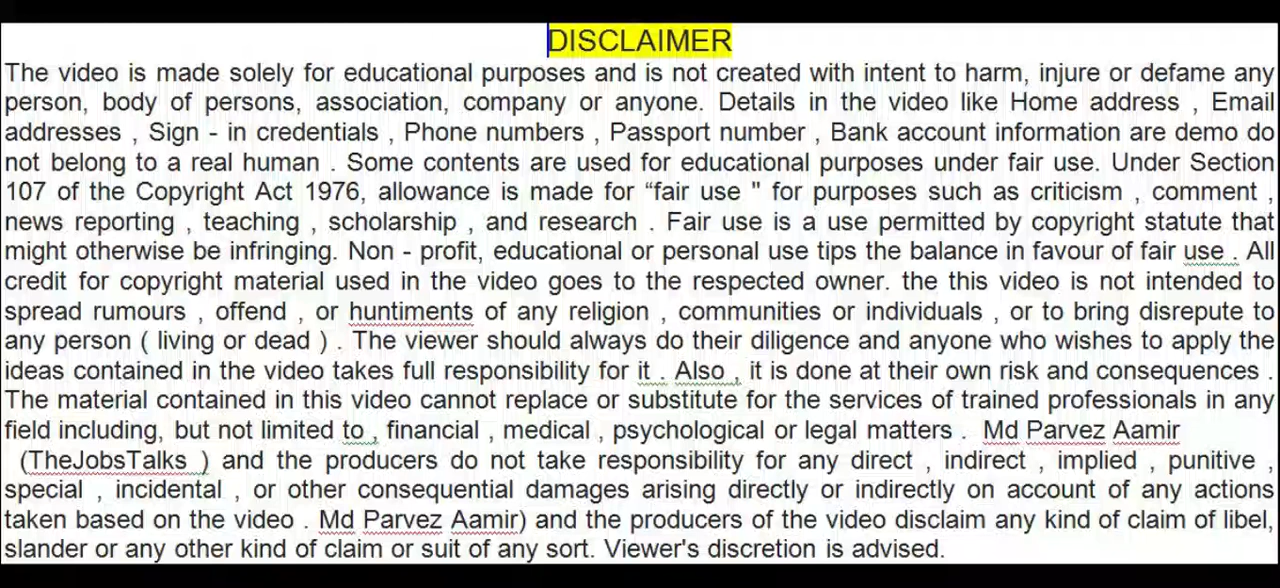 DISCLAIMER
The video is made solely for educational purposes and is not created with intent to harm, injure or defame any
person, body of persons, association, company or anyone. Details in the video like Home address , Email
addresses , Sign - in credentials , Phone numbers , Passport number , Bank account information are demo do
not belong to a real human . Some contents are used for educational purposes under fair use. Under Section
107 of the Copyright Act 1976, allowance is made for “fair use " for purposes such as criticism , comment ,
news reporting , teaching , scholarship , and research . Fair use is a use permitted by copyright statute that
might otherwise be infringing. Non - profit, educational or personal use tips the balance in favour of fair use . All
credit for copyright material used in the video goes to the respected owner. the this video is not intended to
spread rumours , offend , or huntiments of any religion , communities or individuals , or to bring disrepute to
any person ( living or dead ) . The viewer should always do their diligence and anyone who wishes to apply the
ideas contained in the video takes full responsibility for it . Also , it is done at their own risk and consequences .
The material contained in this video cannot replace or substitute for the services of trained professionals in any
field including, but not limited to , financial , medical , psychological or legal matters . Md Parvez Aamir
(TheJobsTalks ) and the producers do not take responsibility for any direct , indirect , implied , punitive ,
special , incidental , or other consequential damages arising directly or indirectly on account of any actions
taken based on the video . Md Parvez Aamir) and the producers of the video disclaim any kind of claim of libel,
slander or any other kind of claim or suit of any sort. Viewer's discretion is advised.